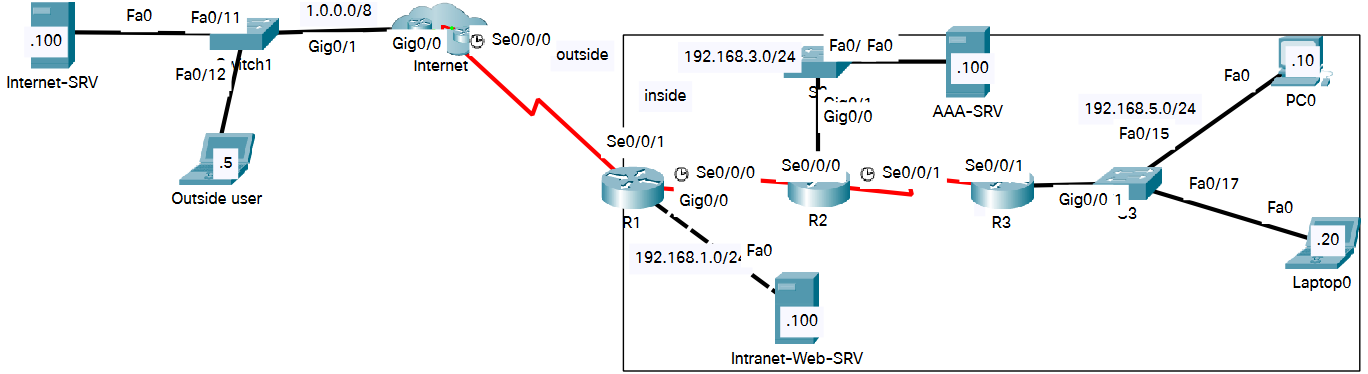 Fa0
Fa0/11
1.0.0.0/8
.100
Gig0/1
Gig0/0
Se0/0/0
Internet-SRV
Fa0/12
Internet
outside
.5
Outside user
inside
192.168.3.0/24
Fa0/
Fa0
.100
AAA-SRV
Gig0/0
.10
Fa0
PC0
192.168.5.0/24
Fa0/15
Se0/0/1
Se0/0/0
Gig0/0
R1
Se0/0/0
Se0/0/1
R2
Se0/0/1
R3
Gig0/0
1
Fa0/17
Fa0
.20
Laptop0
192.168.1.0/24
Fa0
.100
Intranet-Web-SRV